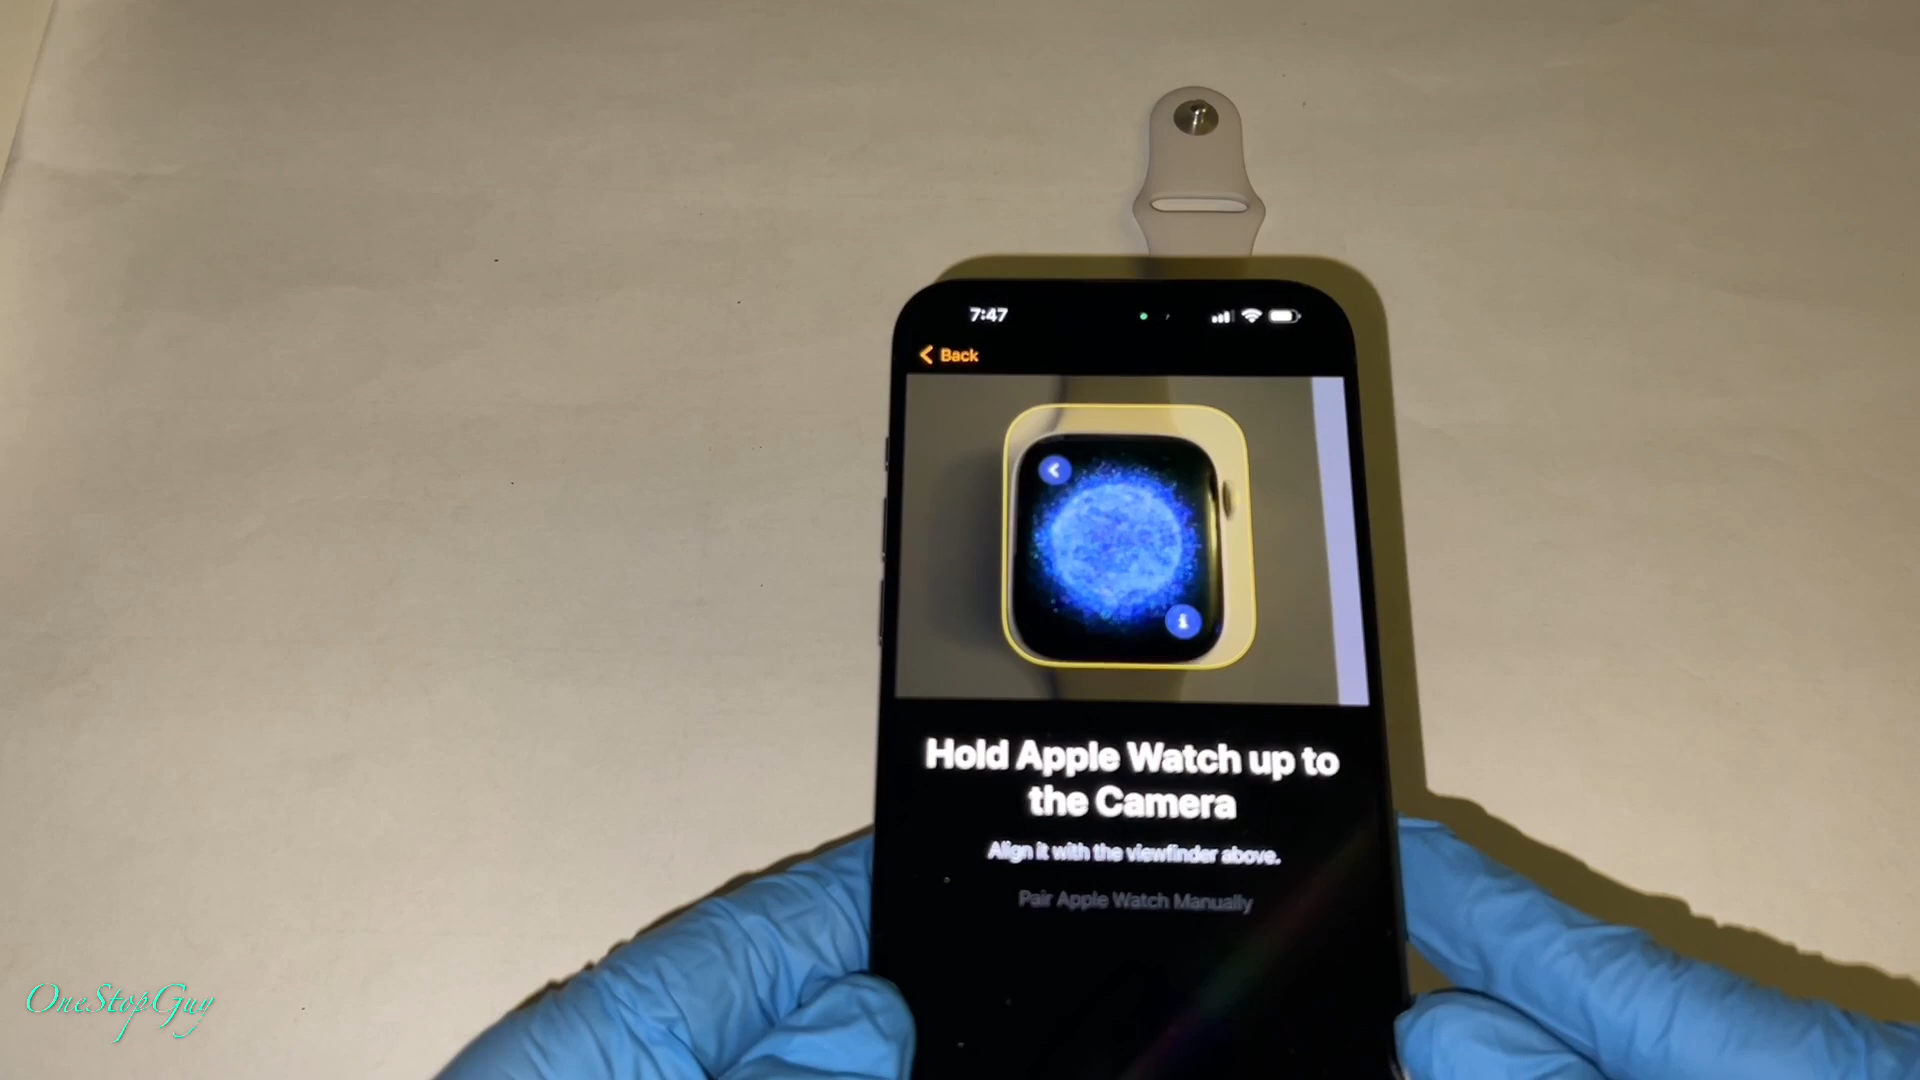 7:47
Back
Hold Apple Watch up to
the Camera
Align it with the viewfinder above.
Pair Apple Watch Manually
OneStopGuy